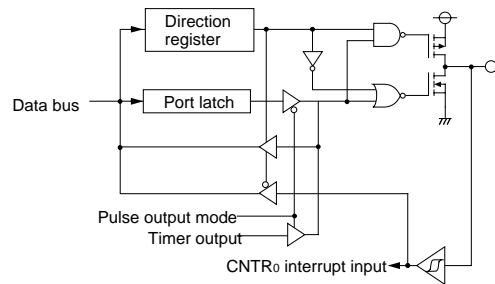 Direction
register
Data bus
Port latch
Pulse output mode
Timer output
CNTR0 interrupt input